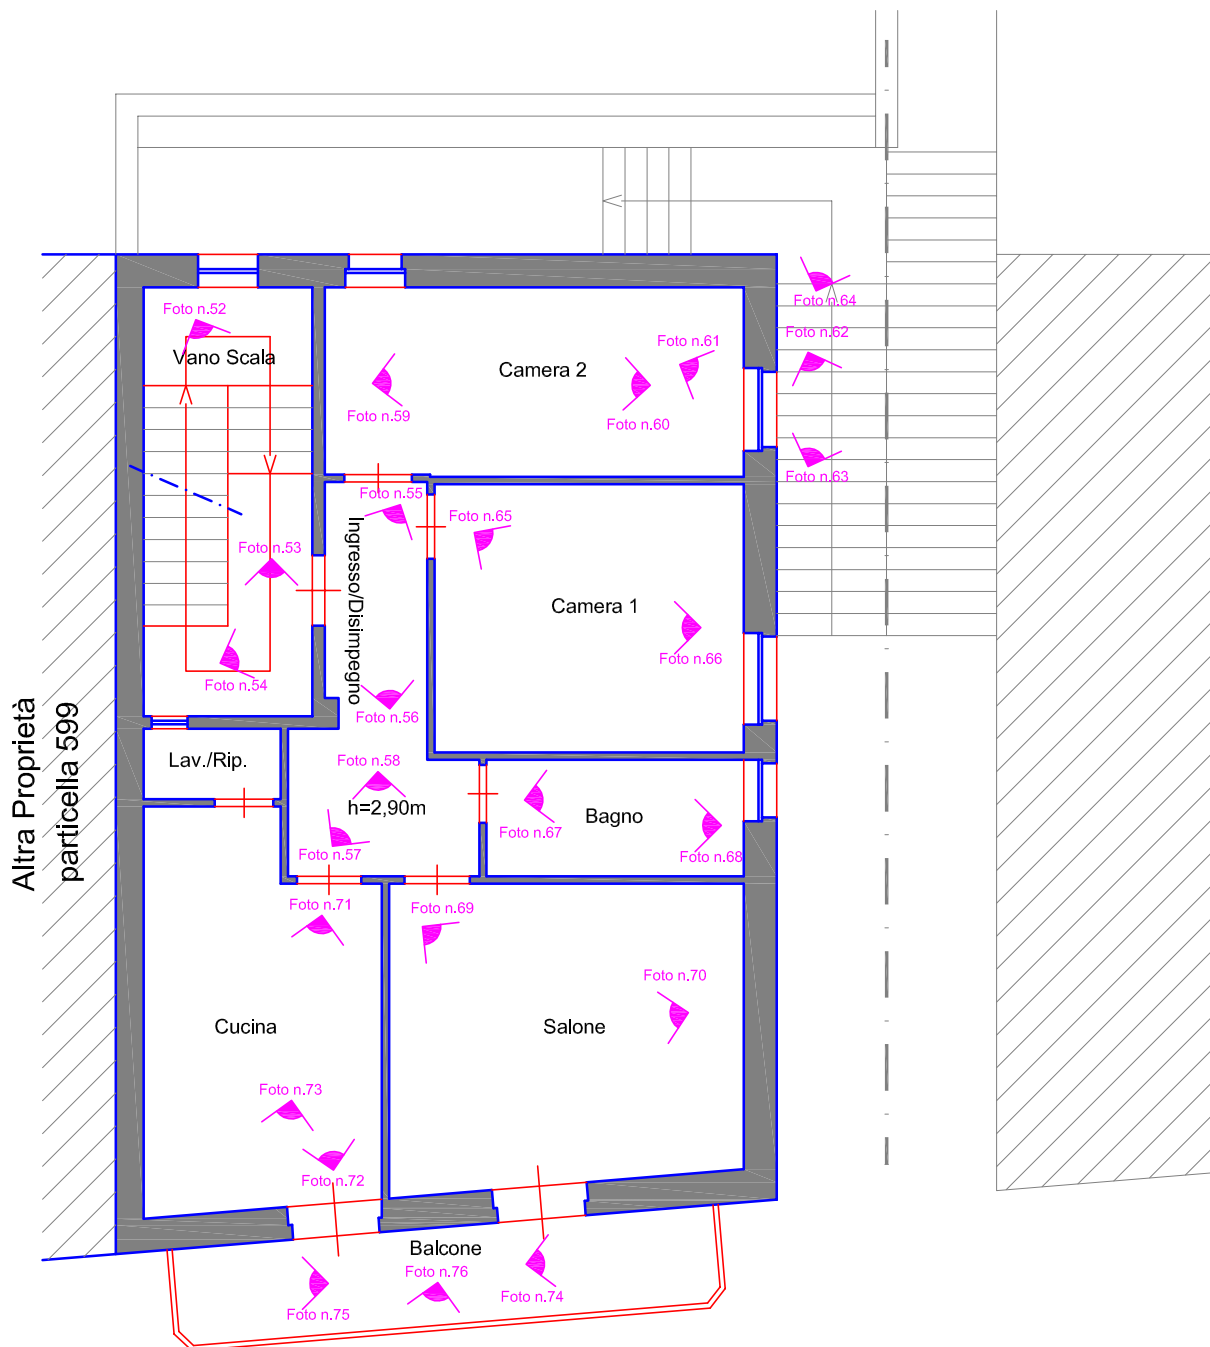 Foto n.64
Foto n.52
Foto n.62
Foto n.61
Vano Scala
Camera 2
Foto n.59
Foto n.60
Foto n.63
Foto n.55
Foto n.65
Foto n.53
Ingresso/Disimpegno
Camera 1
Foto n.66
Foto n.54
Foto n.56
Altra Proprietà
particella 599
Lav./Rip.
Foto n.58
h=2,90m
Bagno
Foto n.67
Foto n.57
Foto n.68
Foto n.71
Foto n.69
Foto n.70
Cucina
Salone
Foto n.73
Foto n.72
Balcone
Foto n.76
Foto n.74
Foto n.75